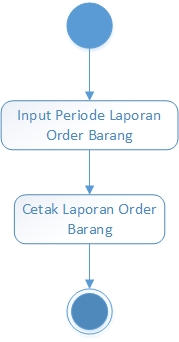 Input Periode Laporan
Order Barang
Cetak Laporan Order
Barang